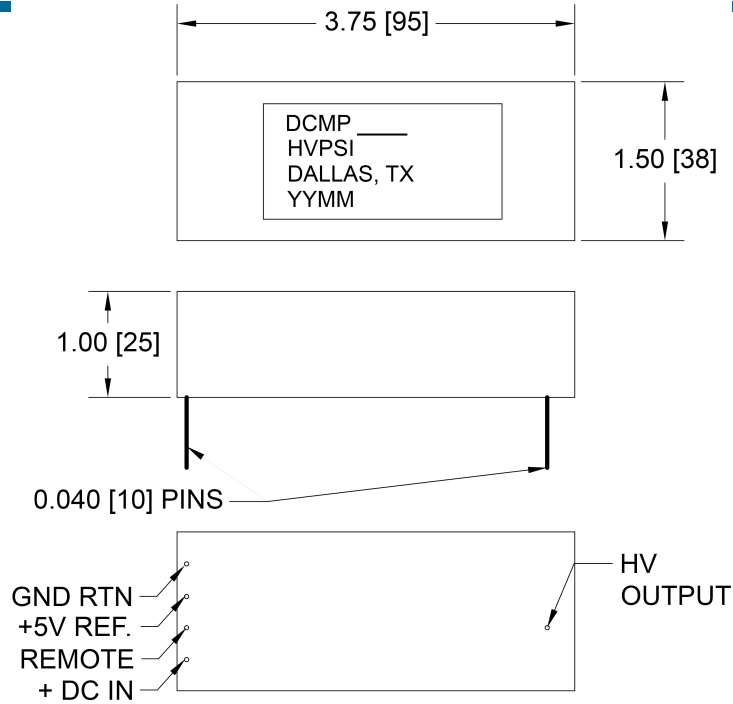 3.75 [95]
DCMP ____
HVPSI
DALLAS, TX
YYMM
1.50 [38]
1.00 [25]
0.040 [10] PINS
GND RTN
+5V REF.
REMOTE
+ DC IN
HV
OUTPUT